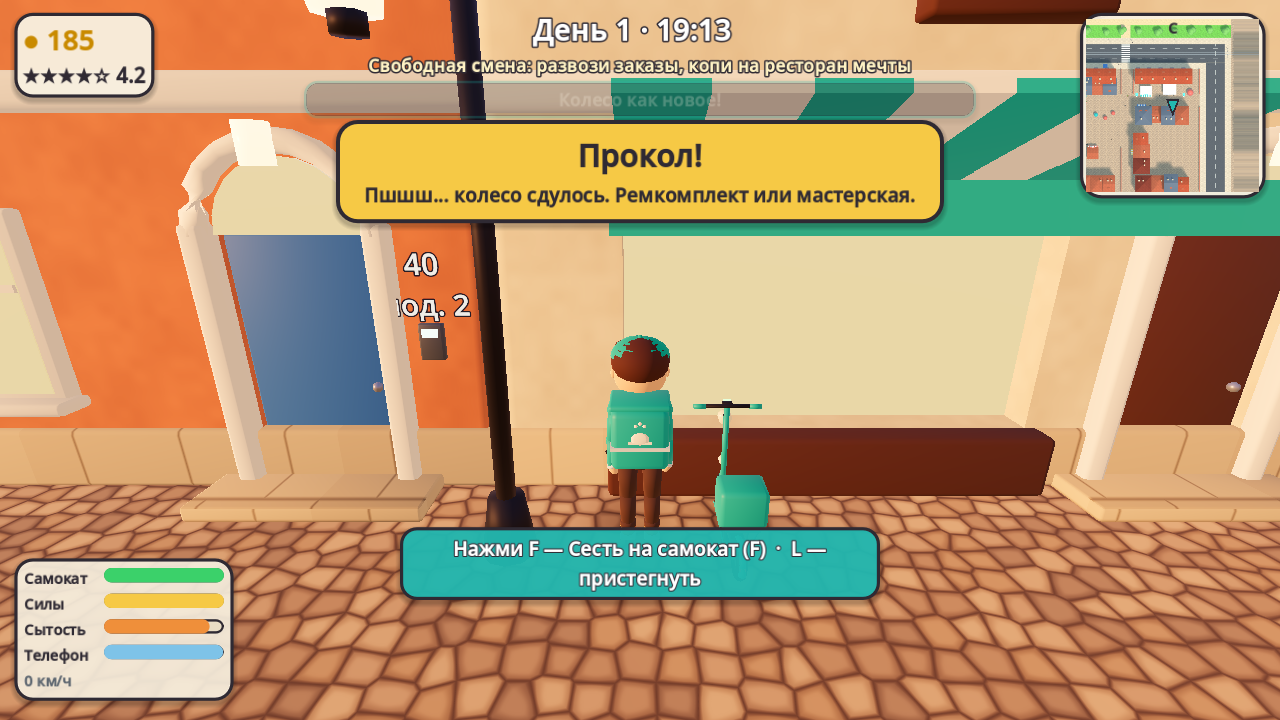 185
★★★★☆ 4.2
День 1 · 19:13
Свободная смена: развози заказы, копи на ресторан мечты
Колесо как новое!
Прокол!
Пшшш... колесо сдулось. Ремкомплект или мастерская.
С
40
од. 2
Нажми F — Сесть на самокат (F) · L —
пристегнуть
Самокат
Силы
Сытость
Телефон
0 км/ч